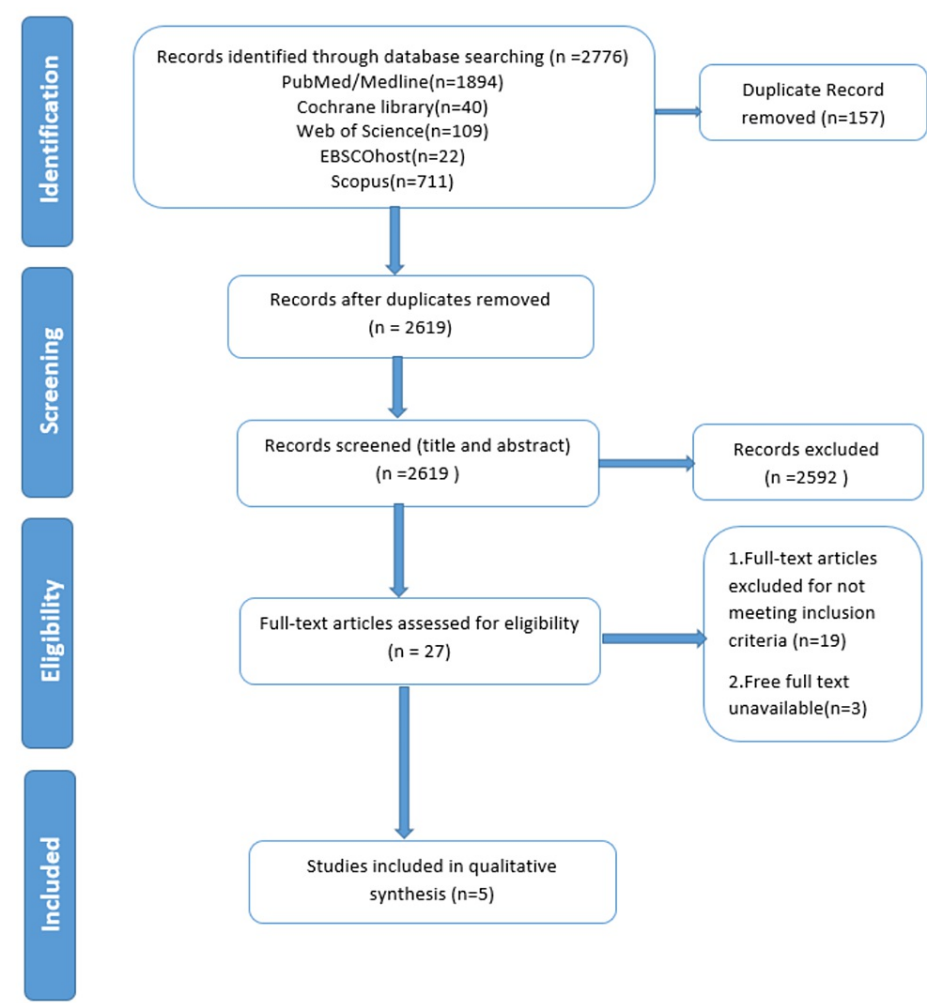 Identification
Records identified through database searching (n =2776)
PubMed/Medline(n=1894)
Cochrane library(n=40)
Web of Science(n=109)
EBSCOhost(n=22)
Scopus(n=711)
Duplicate Record
removed (n=157)
Screening
Records after duplicates removed
(n = 2619)
Records screened (title and abstract)
(n =2619 )
Records excluded
(n =2592 )
Eligibility
Full-text articles assessed for eligibility
(n = 27)
1.Full-text articles
excluded for not
meeting inclusion
criteria (n=19)
2.Free full text
unavailable(n=3)
Included
Studies included in qualitative
synthesis (n=5)